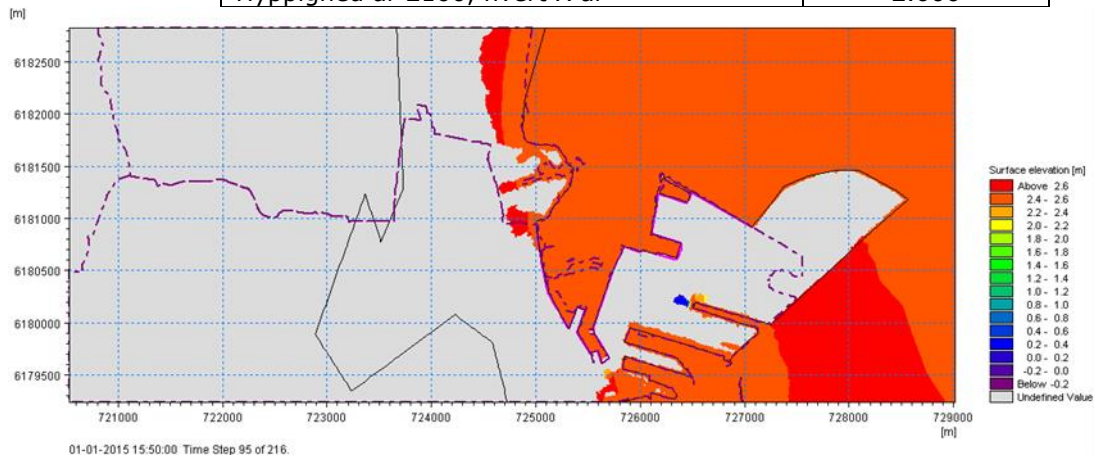 [m]
6182500
6182000
6181500
6181000
6180500
6180000
6179500
721000 722000 723000 724000 725000 726000 727000 728000 729000
[m]
Surface elevation [m]
Above 2.6
2.4 - 2.6
2.2 - 2.4
2.0 - 2.2
1.8 - 2.0
1.6 - 1.8
1.4 - 1.6
1.2 - 1.4
1.0 - 1.2
0.8 - 1.0
0.6 - 0.8
0.4 - 0.6
0.2 - 0.4
0.0 - 0.2
-0.2 - 0.0
Below -0.2
Undefined Value
01-01-2015 15:50:00 Time Step 95 of 216.